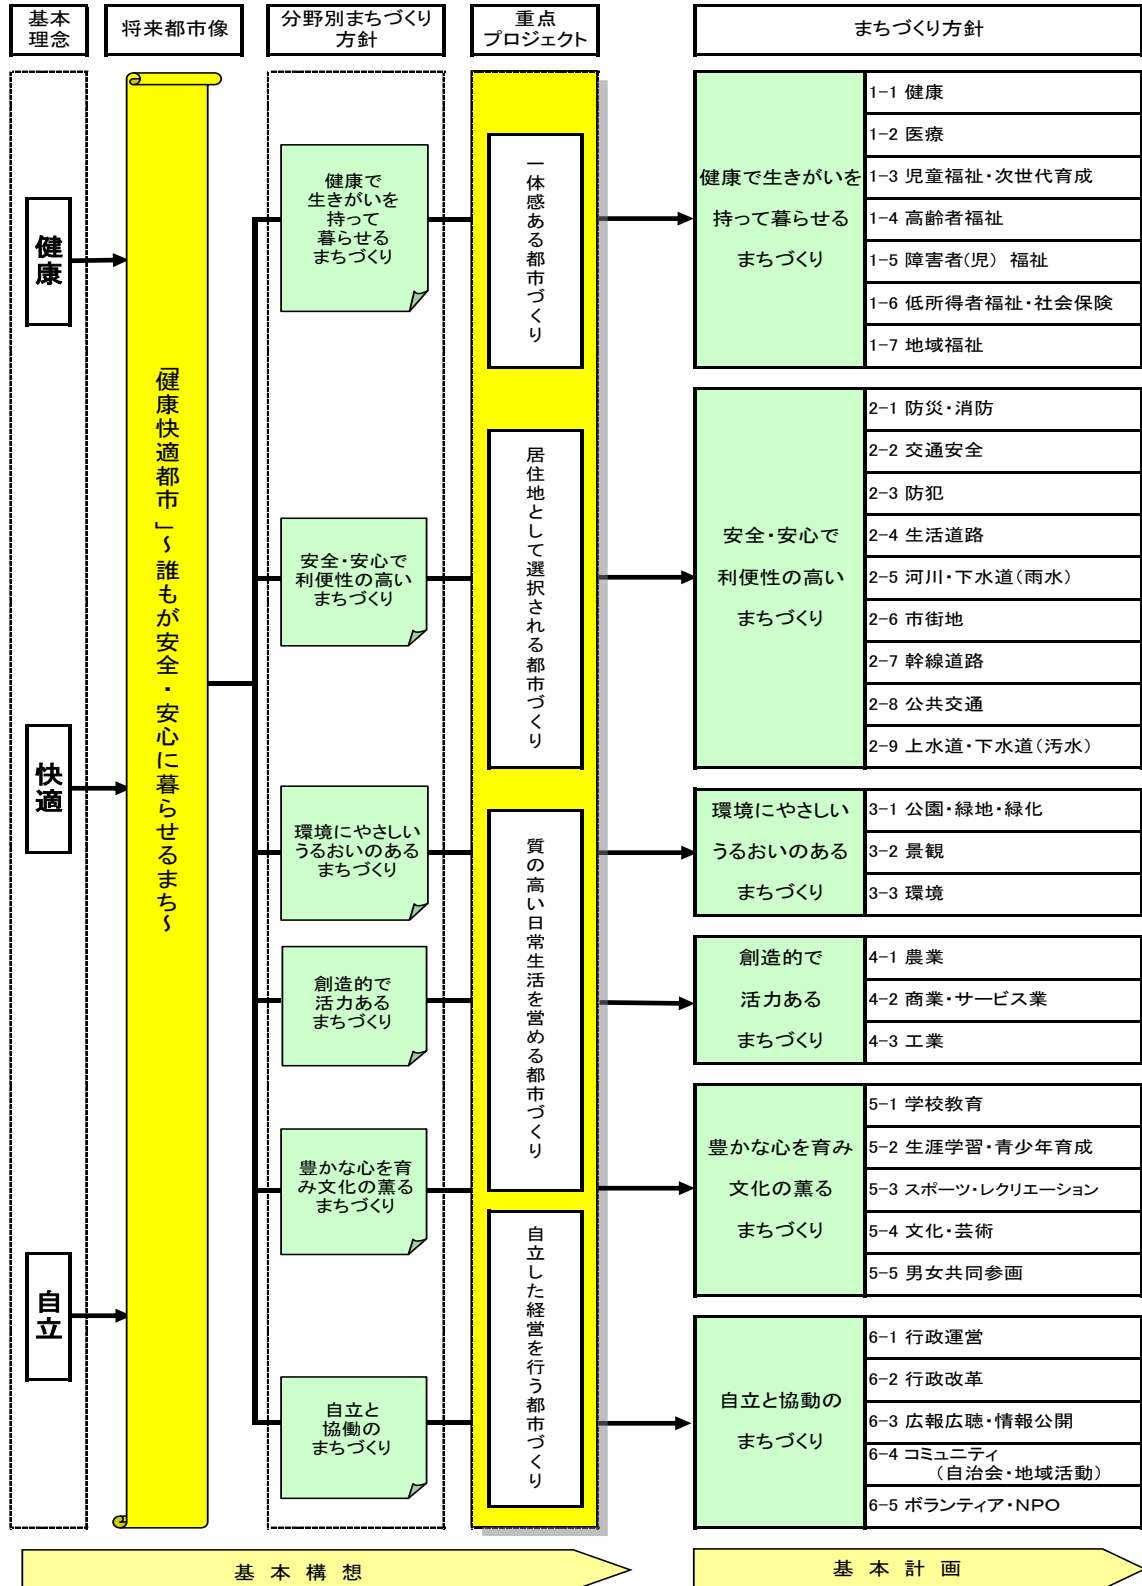 基本
理念
将来都市像
分野別まちづくり
方針
重点
プロジェクト
まちづくり方針
健康
快適
自立
「健康快適都市」～誰もが安全・安心に暮らせるまち～
健康で
生きがいを
持って
暮らせる
まちづくり
安全・安心で
利便性の高い
まちづくり
環境にやさしい
うるおいのある
まちづくり
創造的で
活力ある
まちづくり
豊かな心を育
み文化の薫る
まちづくり
自立と
協働の
まちづくり
一体感ある都市づくり
居住地として選択される都市づくり
質の高い日常生活を営める都市づくり
自立した経営を行う都市づくり
健康で生きがいを
持って暮らせる
まちづくり
1-1 健康
1-2 医療
1-3 児童福祉・次世代育成
1-4 高齢者福祉
1-5 障害者(児) 福祉
1-6 低所得者福祉・社会保険
1-7 地域福祉
安全・安心で
利便性の高い
まちづくり
2-1 防災・消防
2-2 交通安全
2-3 防犯
2-4 生活道路
2-5 河川・下水道(雨水)
2-6 市街地
2-7 幹線道路
2-8 公共交通
2-9 上水道・下水道(汚水)
環境にやさしい
うるおいのある
まちづくり
3-1 公園・緑地・緑化
3-2 景観
3-3 環境
創造的で
活力ある
まちづくり
4-1 農業
4-2 商業・サービス業
4-3 工業
豊かな心を育み
文化の薫る
まちづくり
5-1 学校教育
5-2 生涯学習・青少年育成
5-3 スポーツ・レクリエーション
5-4 文化・芸術
5-5 男女共同参画
自立と協動の
まちづくり
6-1 行政運営
6-2 行政改革
6-3 広報広聴・情報公開
6-4 コミュニティ
(自治会・地域活動)
6-5 ボランティア・NPO
基本構想
基本計画